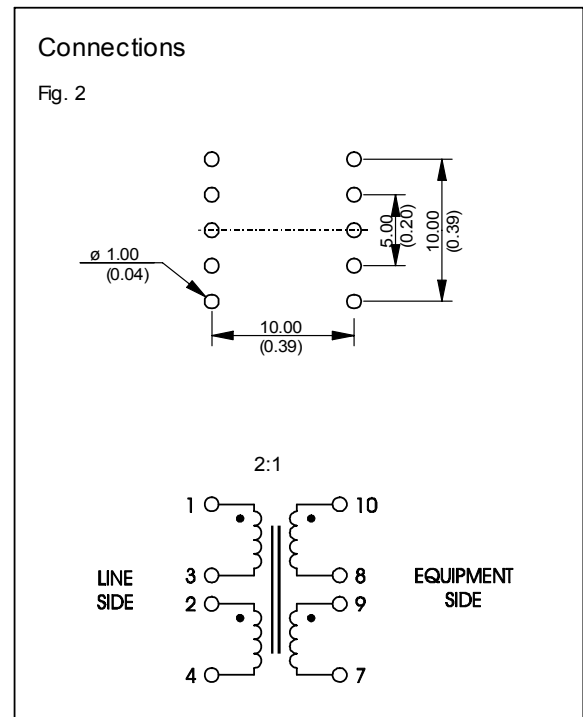 Connections
Fig. 2
ø 1.00
(0.04)
5.00
(0.20)
10.00
(0.39)
10.00
(0.39)
2:1
1
10
LINE
SIDE
3
8
EQUIPMENT
SIDE
2
9
4
7